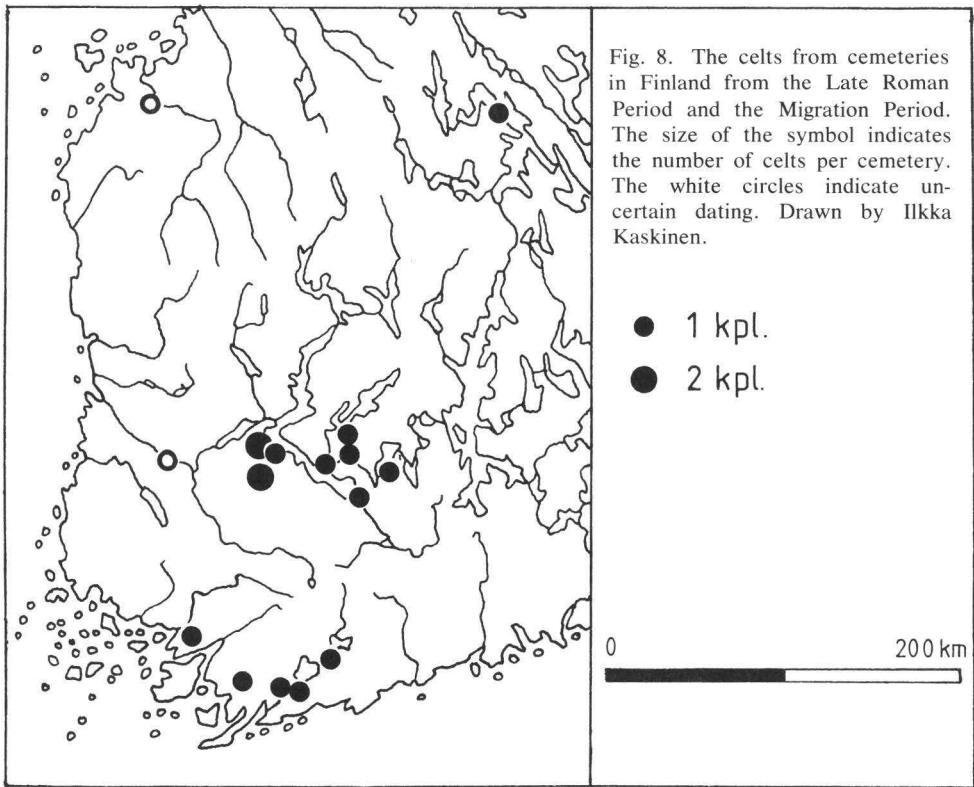 Fig. 8. The celts from cemeteries
in Finland from the Late Roman
Period and the Migration Period.
The size of the symbol indicates
the number of celts per cemetery.
The white circles indicate un-
certain dating. Drawn by Ilkka
Kaskinen.
1 kpl.
2 kpl.
0 200 km